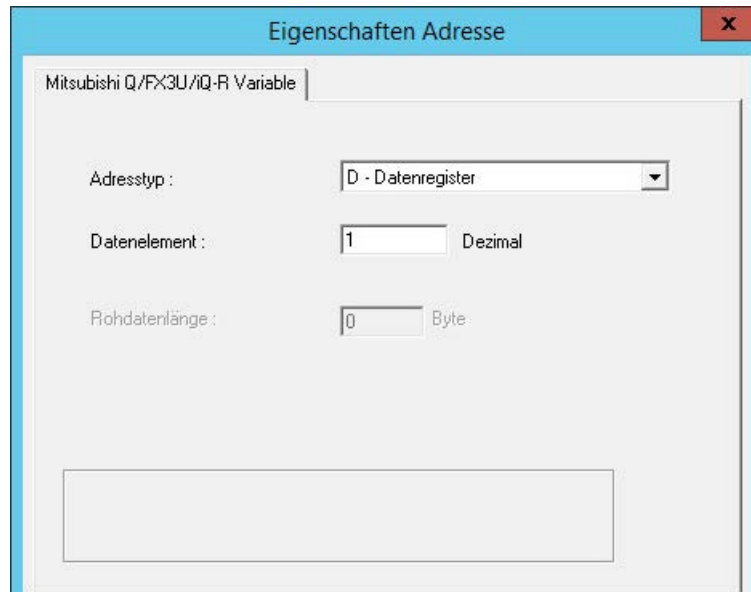 Eigenschaften Adresse
x
Mitsubishi Q/FX3U/iQ-R Variable
Adresstyp : D - Datenregister
Datenelement : 1 Dezimal
Rohdatenlänge : 0 Byte